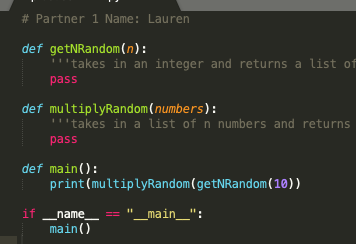 # Partner 1 Name: Lauren
def getNRandom(n):
'''takes in an integer and returns a list of
pass
def multiplyRandom(numbers):
'''takes in a list of n numbers and returns
pass
def main():
print(multiplyRandom(getNRandom(10))
if __name__ == "__main__":
main()